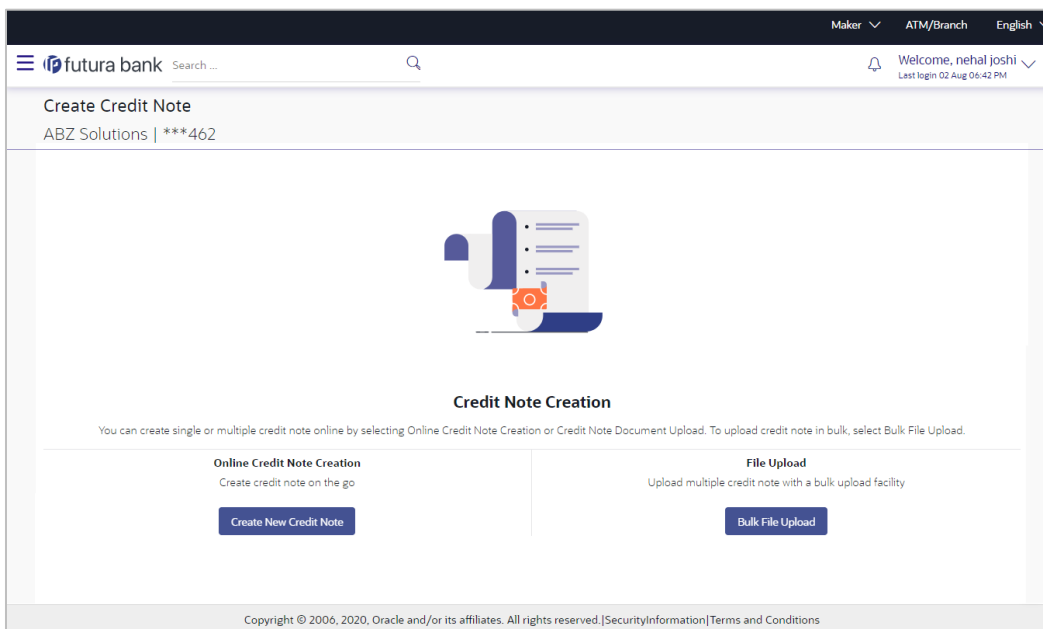 Maker ATM/Branch English
futura bank Search ... Welcome, nehal joshi
Last login 02 Aug 06:42 PM
Create Credit Note
ABZ Solutions | ***462
Credit Note Creation
You can create single or multiple credit note online by selecting Online Credit Note Creation or Credit Note Document Upload. To upload credit note in bulk, select Bulk File Upload.
Online Credit Note Creation
Create credit note on the go
Create New Credit Note
File Upload
Upload multiple credit note with a bulk upload facility
Bulk File Upload
Copyright © 2006, 2020, Oracle and/or its affiliates. All rights reserved.|SecurityInformation|Terms and Conditions